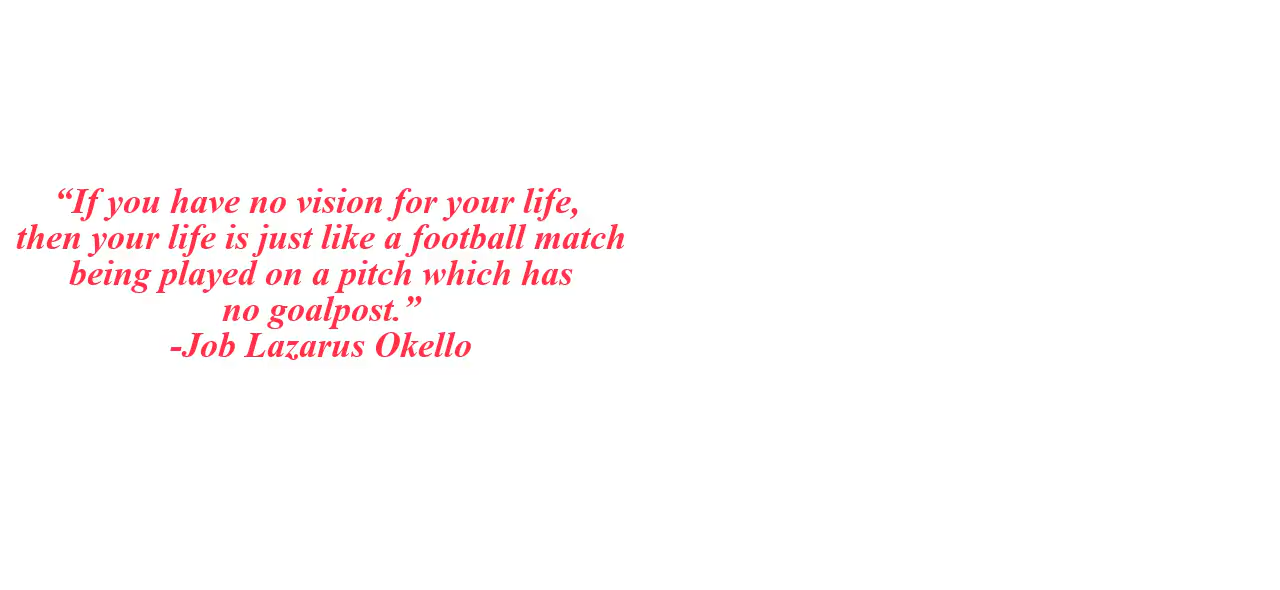 “If you have no vision for your life,
then your life is just like a football match
being played on a pitch which has
no goalpost.”
-Job Lazarus Okello